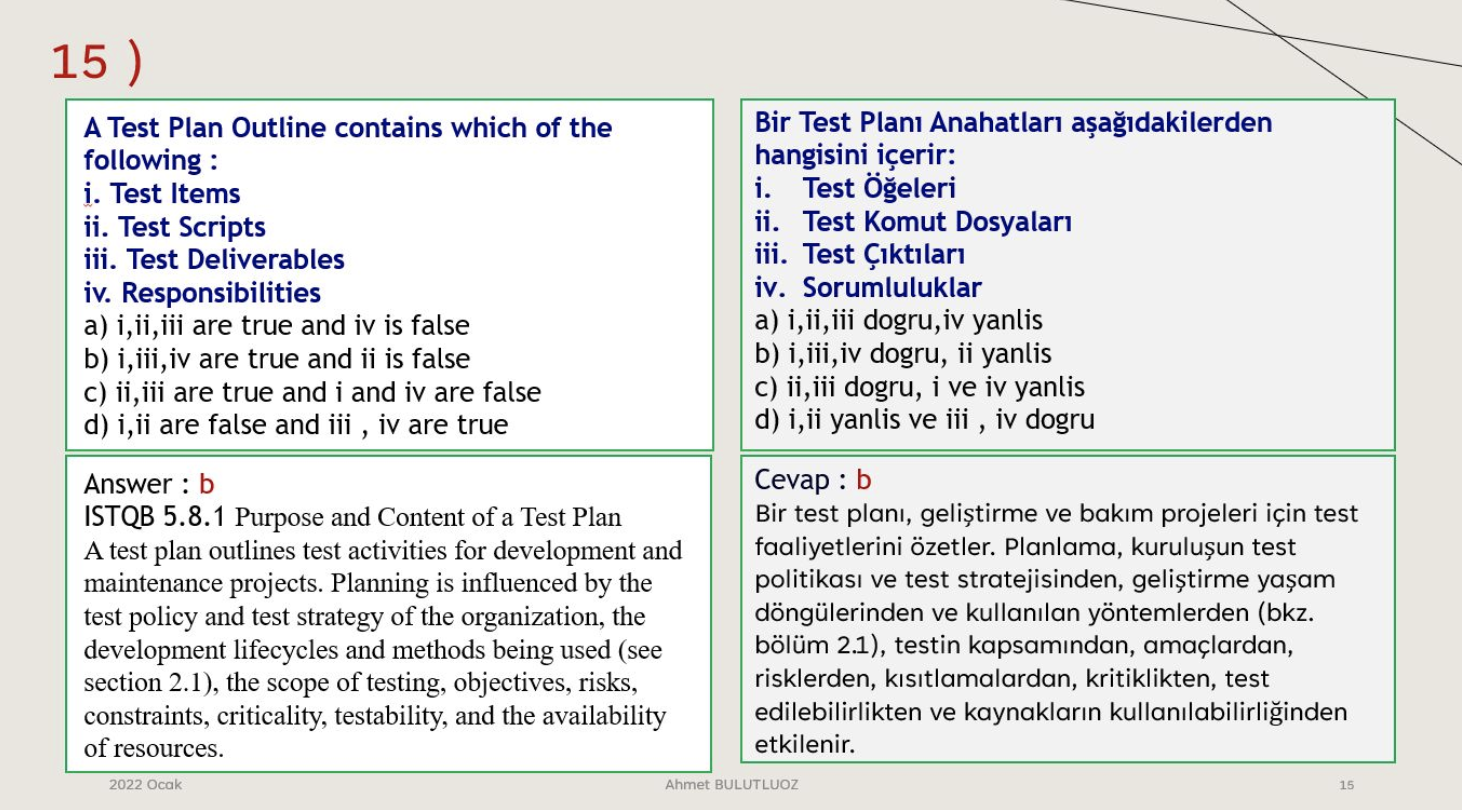 15 )
A Test Plan Outline contains which of the
following :
i. Test Items
ii. Test Scripts
iii. Test Deliverables
iv. Responsibilities
a) i,ii,iii are true and iv is false
b) i,iii,iv are true and ii is false
c) ii,iii are true and i and iv are false
d) i,ii are false and iii , iv are true
Bir Test Planı Anahatları aşağıdakilerden
hangisini içerir:
i. Test Öğeleri
ii. Test Komut Dosyaları
iii. Test Çıktıları
iv. Sorumluluklar
a) i,ii,iii dogru,iv yanlis
b) i,iii,iv dogru, ii yanlis
c) ii,iii dogru, i ve iv yanlis
d) i,ii yanlis ve iii , iv dogru
Answer : b
ISTQB 5.8.1 Purpose and Content of a Test Plan
A test plan outlines test activities for development and
maintenance projects. Planning is influenced by the
test policy and test strategy of the organization, the
development lifecycles and methods being used (see
section 2.1), the scope of testing, objectives, risks,
constraints, criticality, testability, and the availability
of resources.
Cevap : b
Bir test planı, geliştirme ve bakım projeleri için test
faaliyetlerini özetler. Planlama, kuruluşun test
politikası ve test stratejisinden, geliştirme yaşam
döngülerinden ve kullanılan yöntemlerden (bkz.
bölüm 2.1), testin kapsamından, amaçlardan,
risklerden, kısıtlamalardan, kritiklikten, test
edilebilirlikten ve kaynakların kullanılabilirliğinden
etkilenir.
2022 Ocak
Ahmet BULUTLUOZ
15